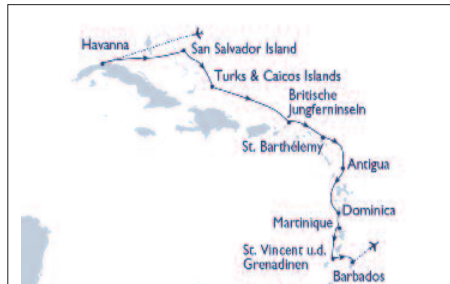 Havanna
San Salvador Island
Turks & Caicos Islands
Britische
Jungferninseln
St. Barthélemy
Antigua
Dominica
Martinique
St. Vincent u.d.
Grenadinen
Barbados